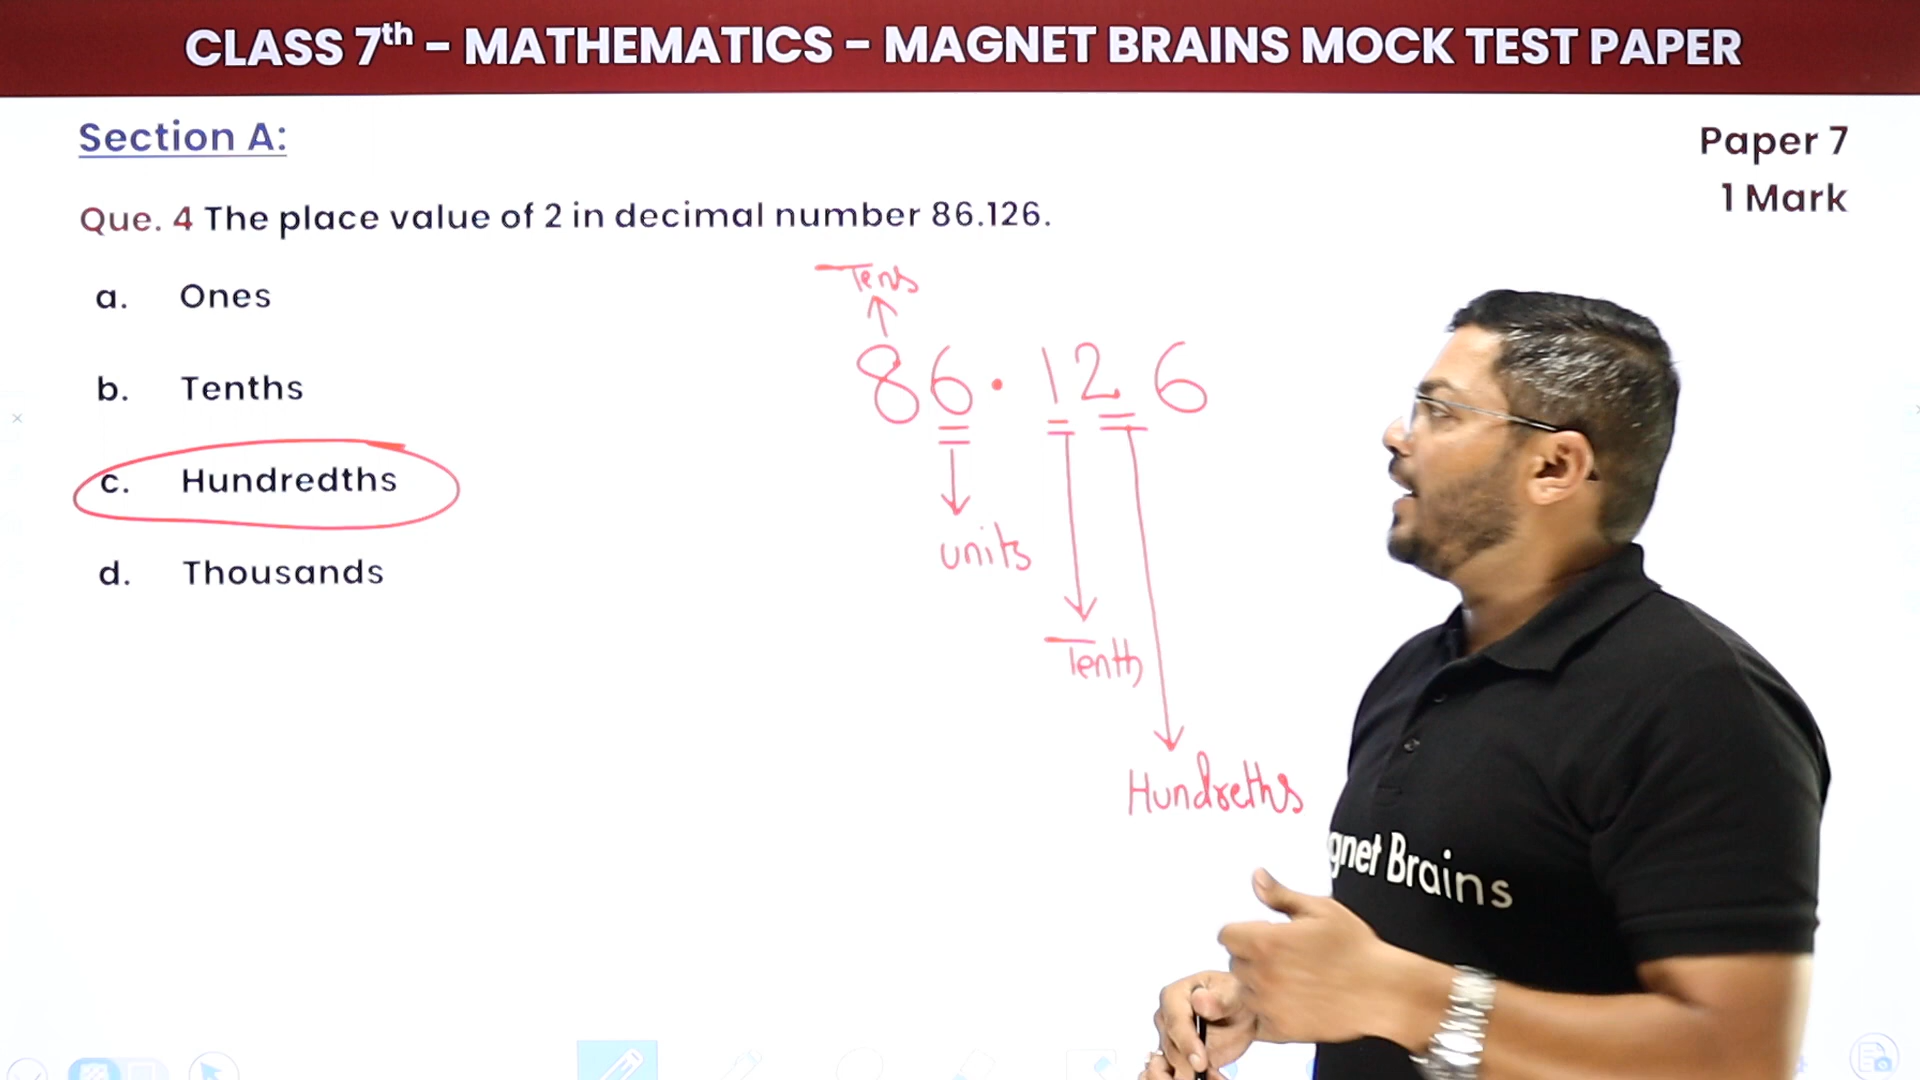 CLASS 7th - MATHEMATICS - MAGNET BRAINS MOCK TEST PAPER
Section A:
Paper 7
1 Mark
Que. 4 The place value of 2 in decimal number 86.126.
a. Ones
b. Tenths
c. Hundredths
d. Thousands
Tens
86.126
units
Tenth
Hundreths
gnet Brains